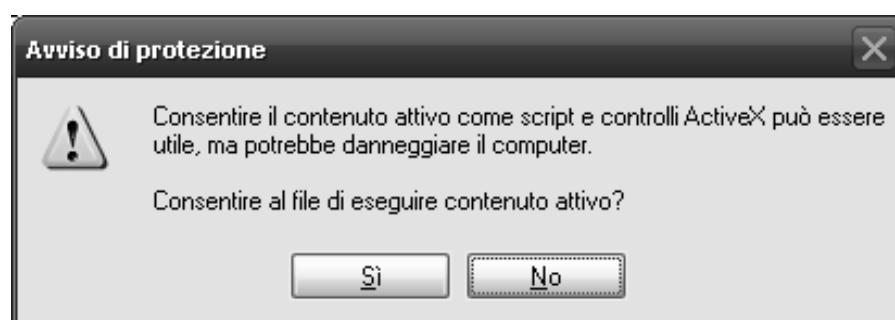 Avviso di protezione
Consentire il contenuto attivo come script e controlli ActiveX può essere
utile, ma potrebbe danneggiare il computer.
Consentire al file di eseguire contenuto attivo?
Sì
No